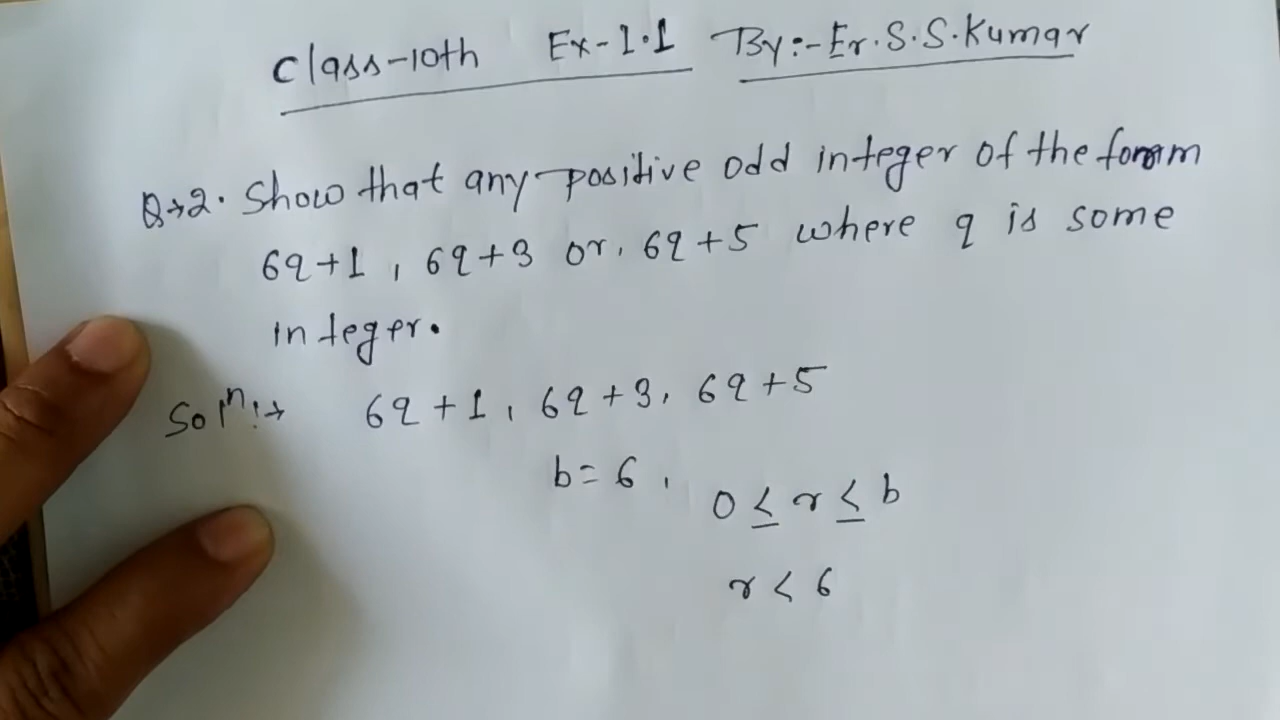 Class-10th Ex-1.1 By:-Er.S.S.Kumar
Q→2. Show that any positive odd integer of the form
6q+1, 6q+3 or, 6q+5 where q is some
integer.
Solⁿ:→ 6q+1, 6q+3, 6q+5
b=6, 0≤r≤b
r<6